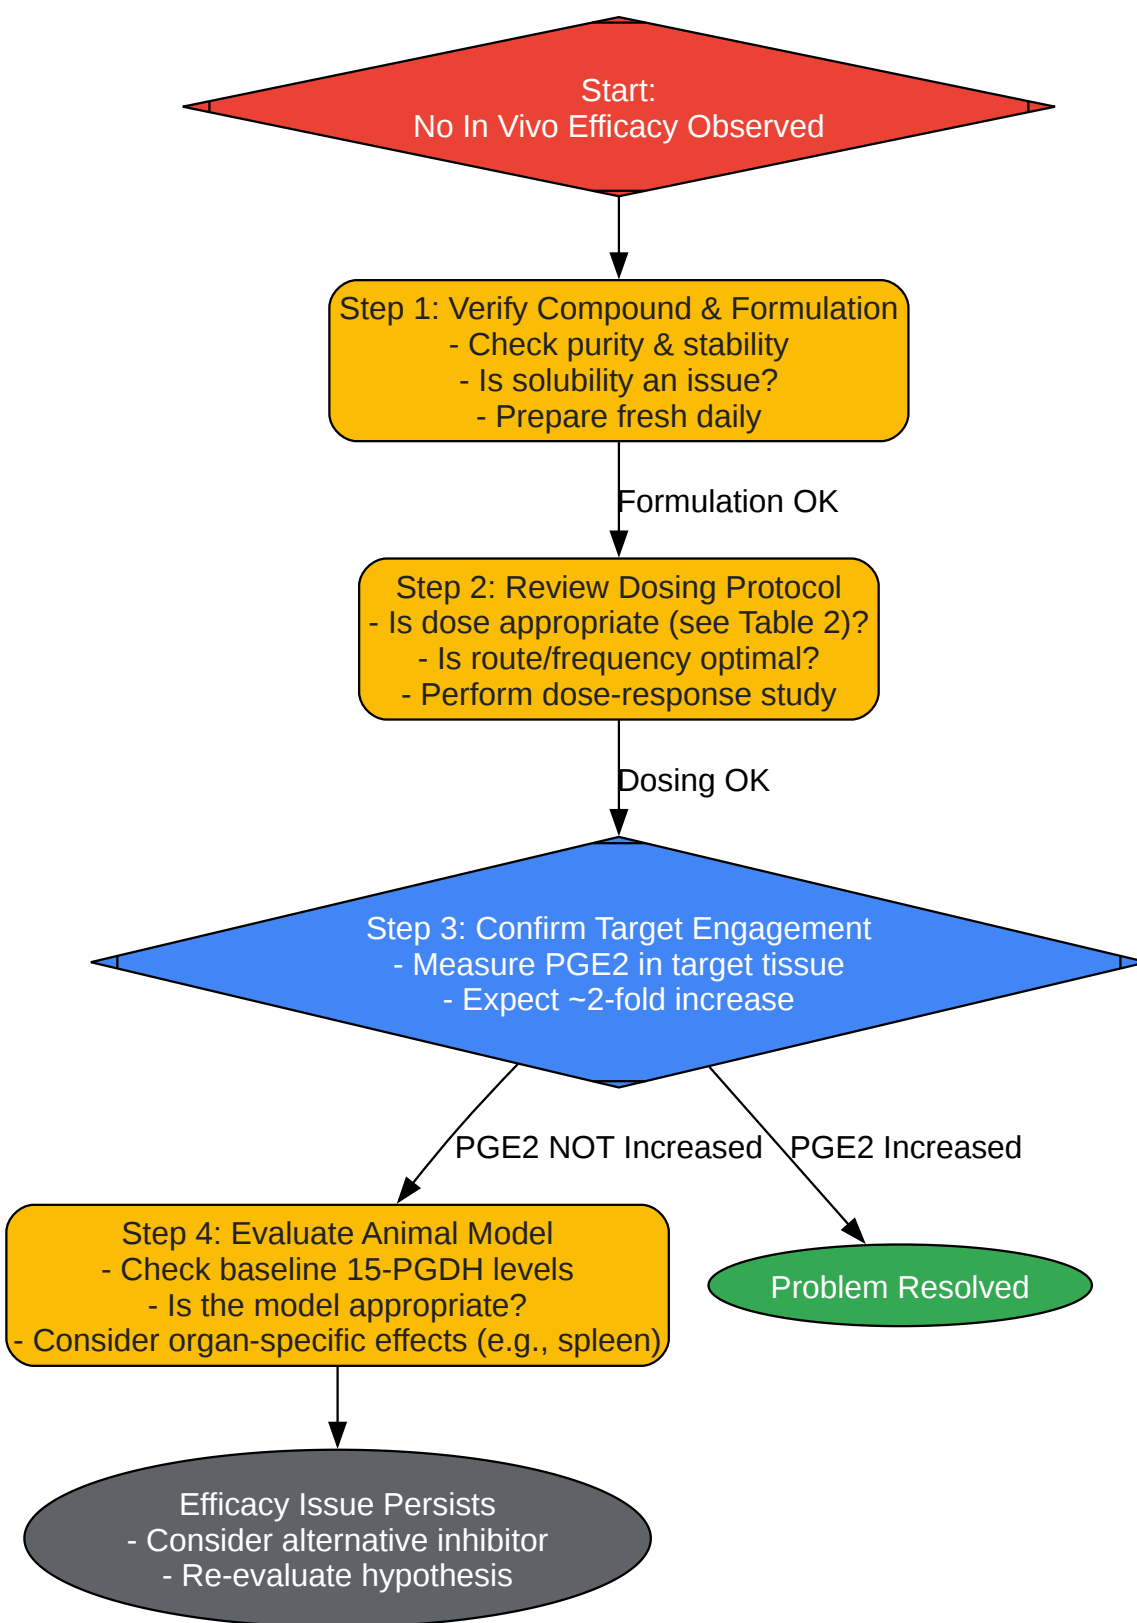 Start:
No In Vivo Efficacy Observed
Step 1: Verify Compound & Formulation
- Check purity & stability
- Is solubility an issue?
- Prepare fresh daily
Formulation OK
Step 2: Review Dosing Protocol
- Is dose appropriate (see Table 2)?
- Is route/frequency optimal?
- Perform dose-response study
Dosing OK
Step 3: Confirm Target Engagement
- Measure PGE2 in target tissue
- Expect ~2-fold increase
PGE2 NOT Increased
PGE2 Increased
Step 4: Evaluate Animal Model
- Check baseline 15-PGDH levels
- Is the model appropriate?
- Consider organ-specific effects (e.g., spleen)
Problem Resolved
Efficacy Issue Persists
- Consider alternative inhibitor
- Re-evaluate hypothesis